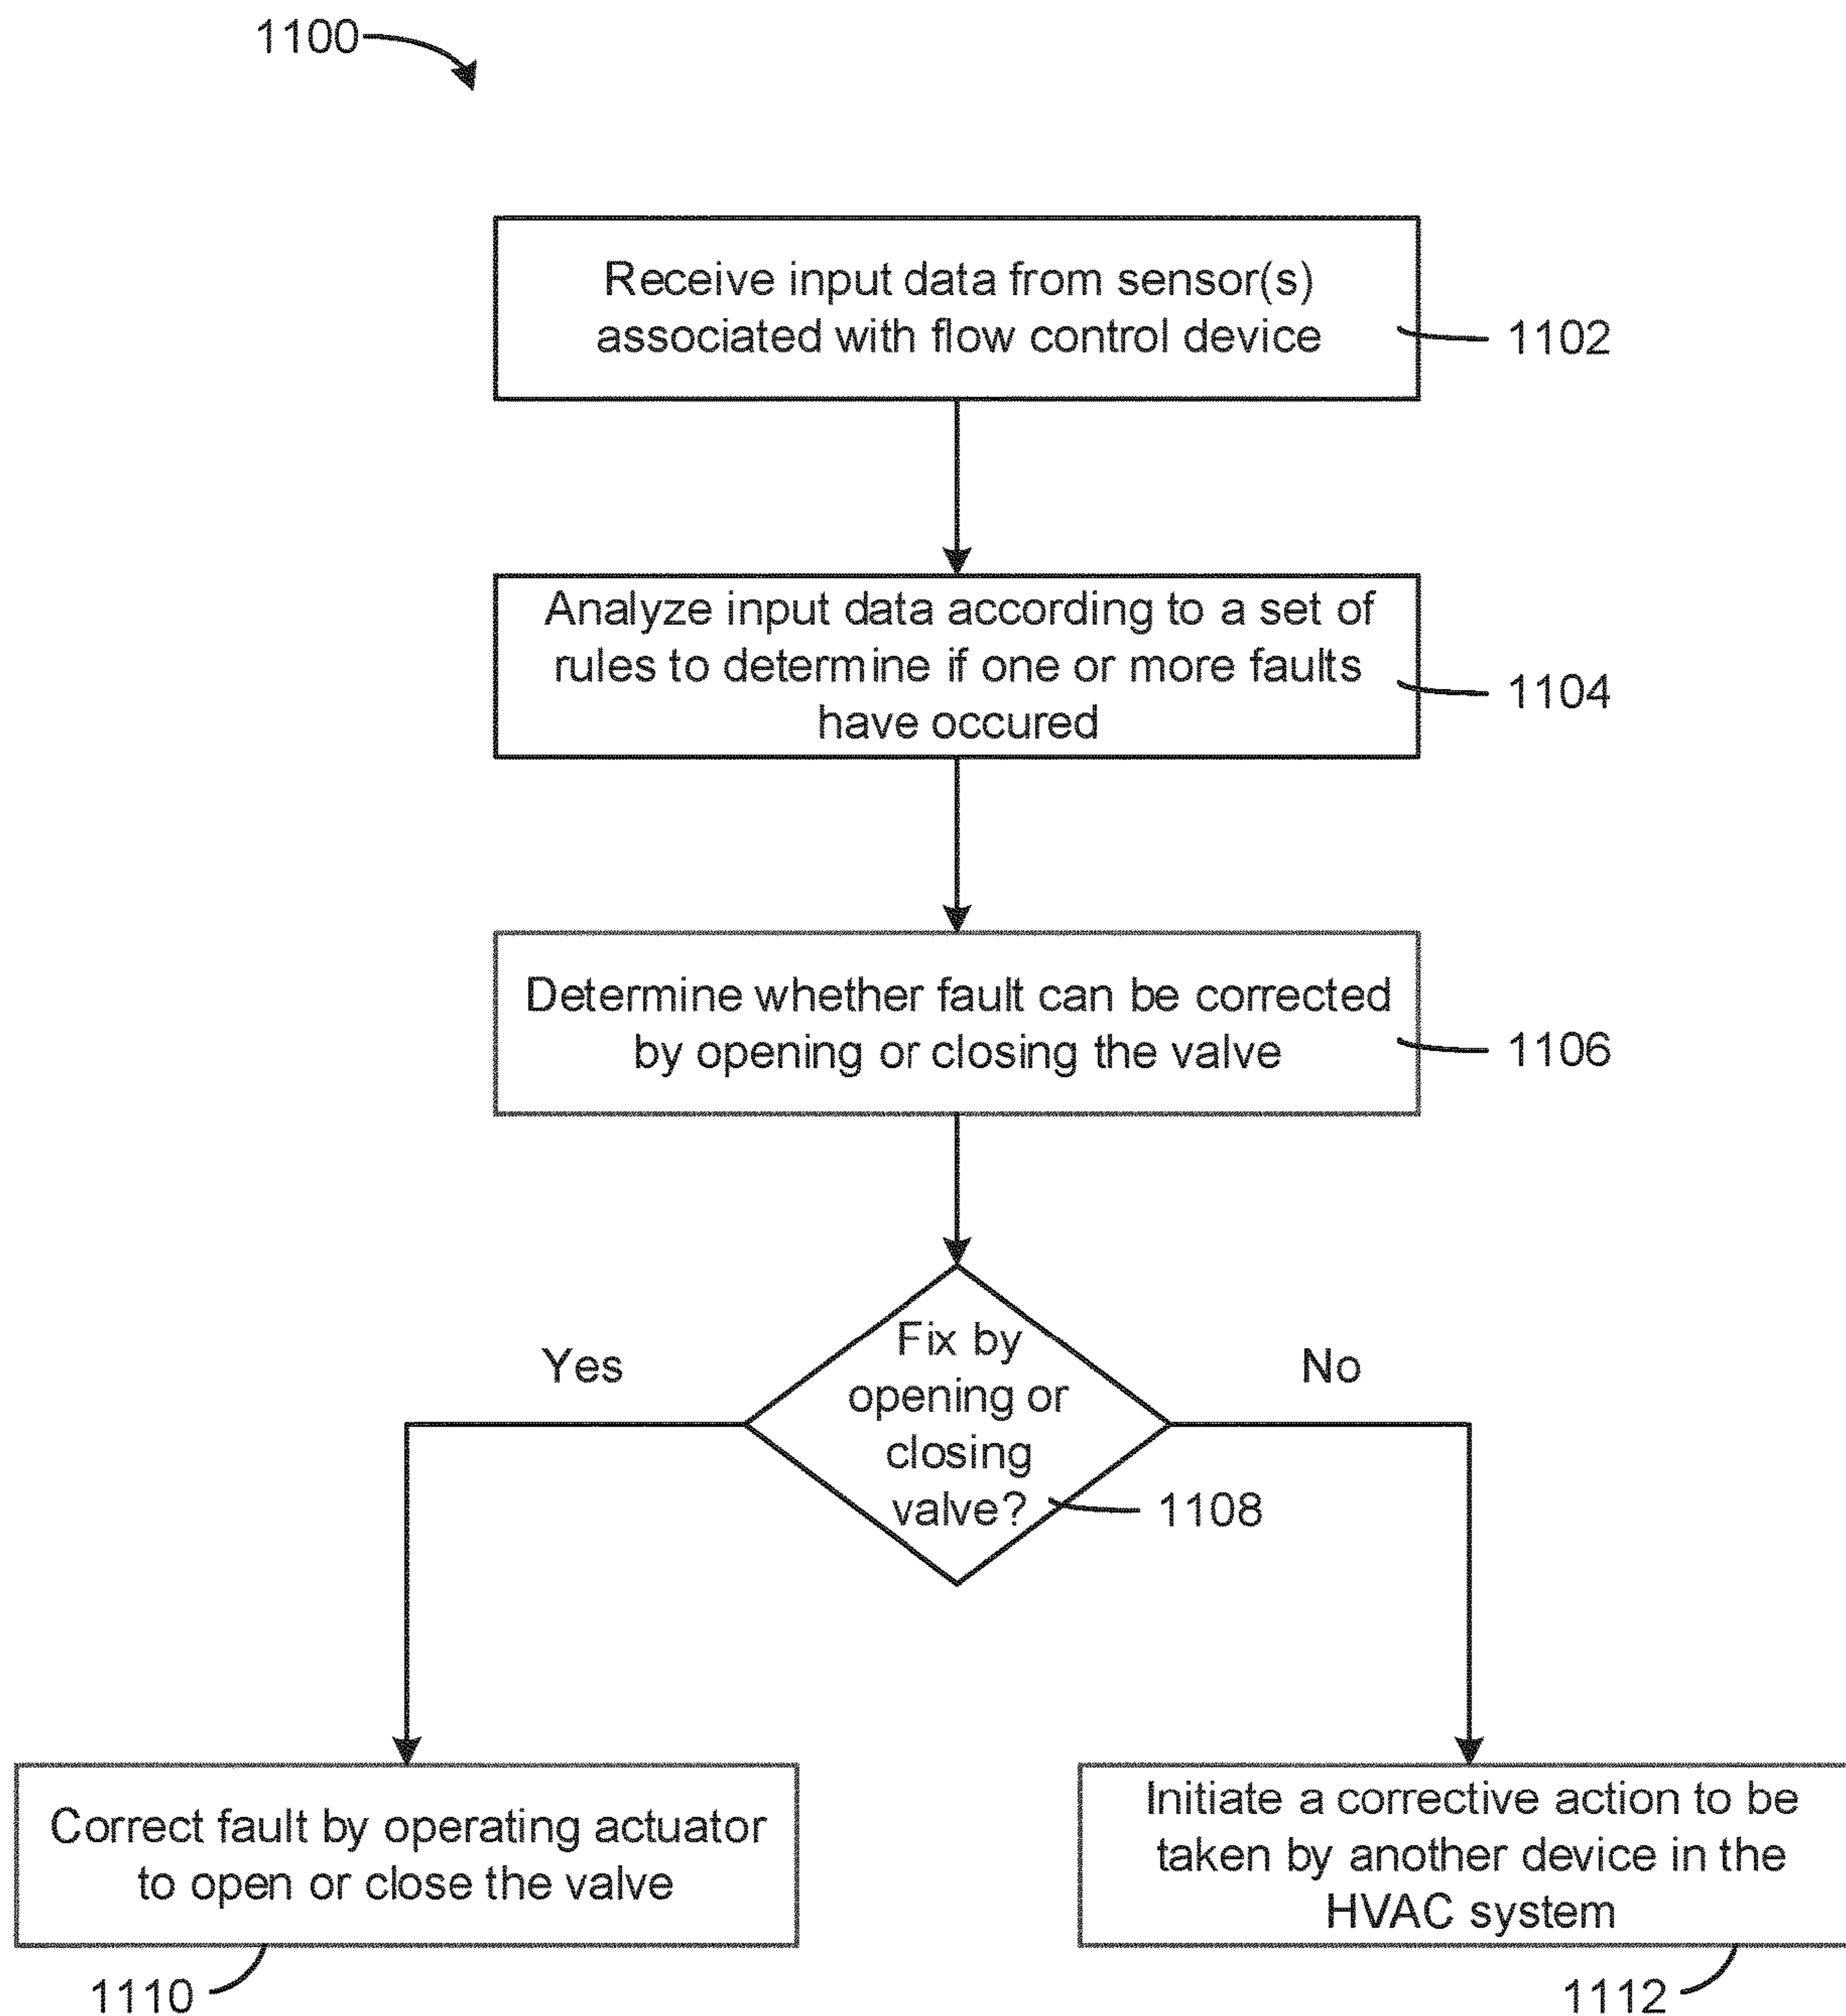 1100
Receive input data from sensor(s)
associated with flow control device
1102
Analyze input data according to a set of
rules to determine if one or more faults
have occured
1104
Determine whether fault can be corrected
by opening or closing the valve
1106
Fix by
opening or
closing
valve?
1108
Yes
No
Correct fault by operating actuator
to open or close the valve
1110
Initiate a corrective action to be
taken by another device in the
HVAC system
1112